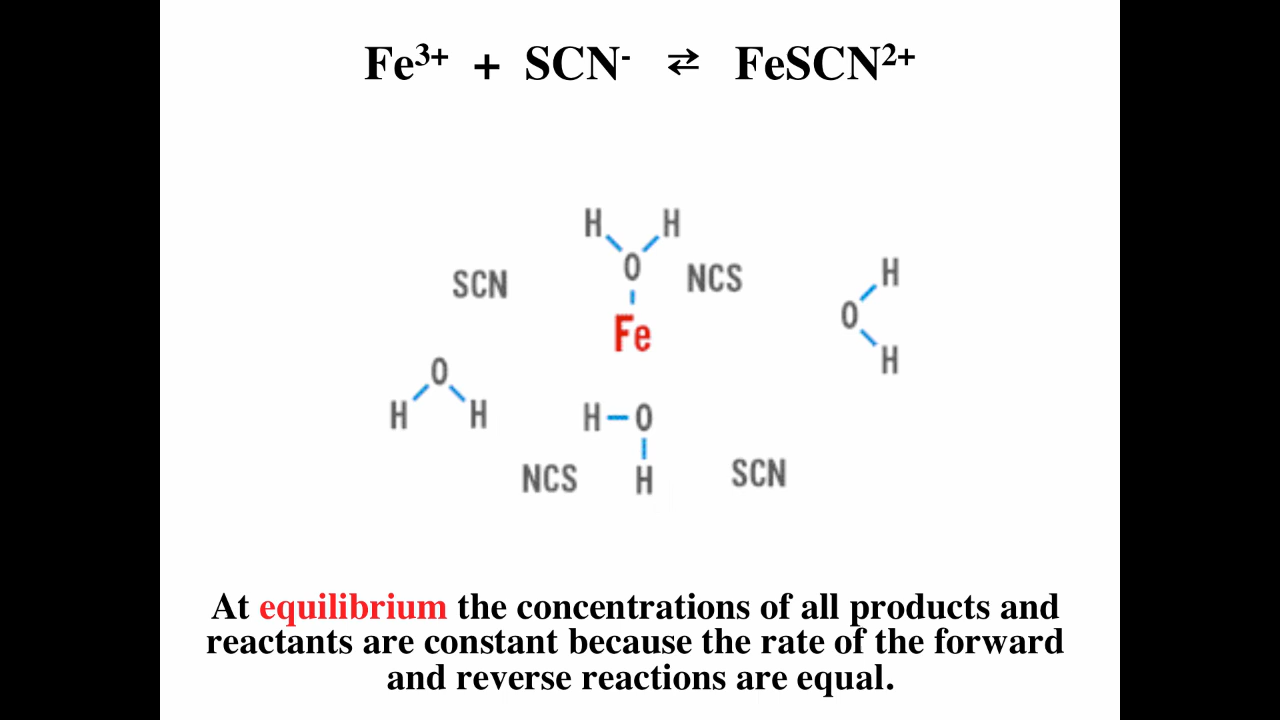 Fe³⁺ + SCN⁻ ⇄ FeSCN²⁺
H H
O
SCN
NCS
Fe
H
O
H
O
H H
H O
H
NCS
SCN
At equilibrium the concentrations of all products and
reactants are constant because the rate of the forward
and reverse reactions are equal.